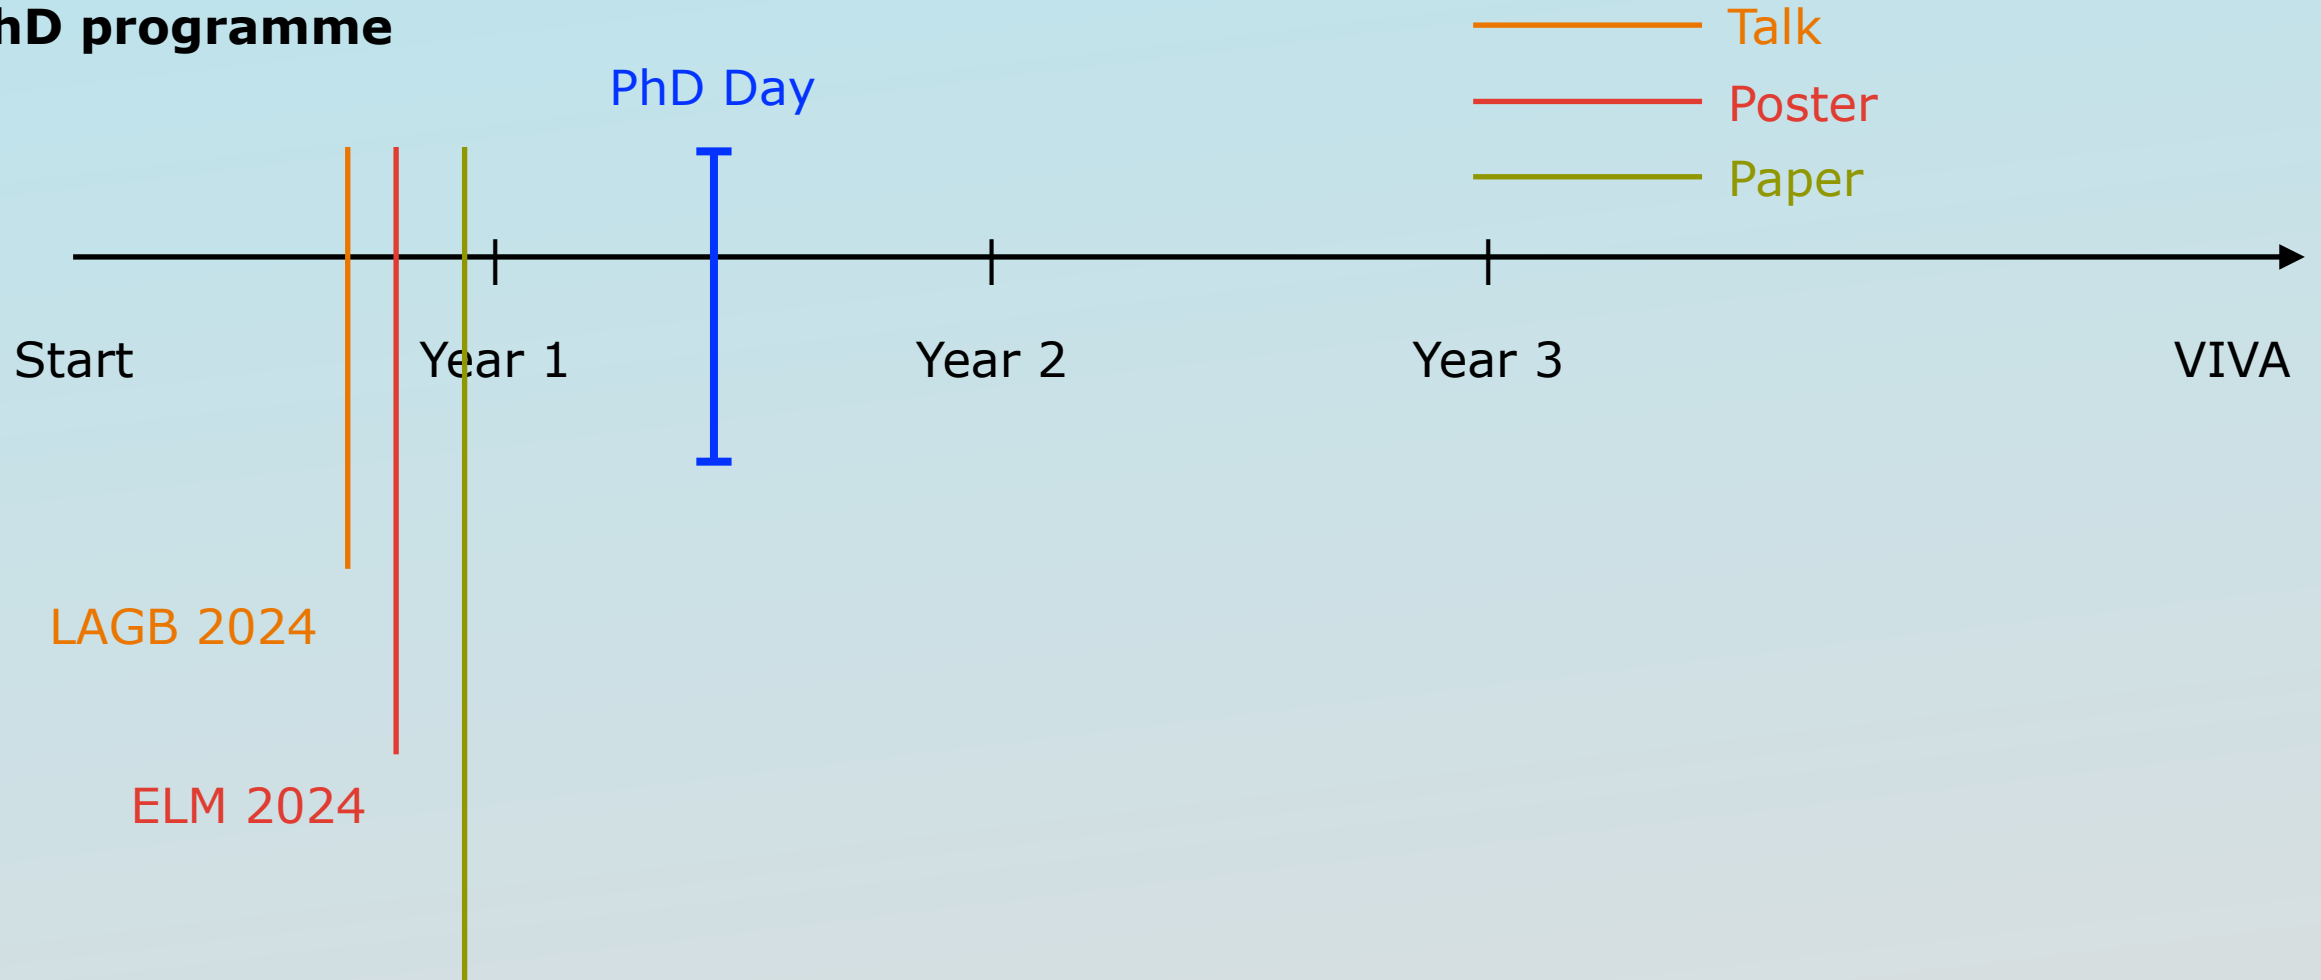 hD programme
Talk
PhD Day
Poster
Paper
Start
Year 1
Year 2
Year 3
VIVA
LAGB 2024
ELM 2024